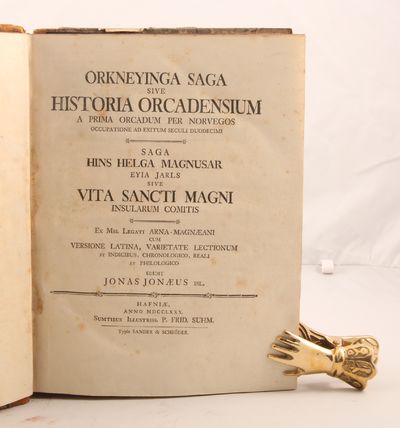 ORKNEYINGA SAGA
SIVE
HISTORIA ORCADENSIUM
A PRIMA ORCADUM PER NORVEGOS
OCCUPATIONE AD EXITUM SECULI DUODECIMI
SAGA
HINS HELGA MAGNUSAR
EYIA JARLS
SIVE
VITA SANCTI MAGNI
INSULARUM COMITIS
EX MSS. LEGATI ARNA-MAGNÆANI
CUM
VERSIONE LATINA, VARIETATE LECTIONUM
ET INDICIBUS, CHRONOLOGICO, REALI
ET PHILOLOGICO
EDIDIT
JONAS JONÆUS ISL.
HAFNIÆ,
ANNO MDCCLXXX.
SUMTIBUS ILLUSTRISS. P. FRID. SUHM.
Typis SANDER & SCHRÖDER.